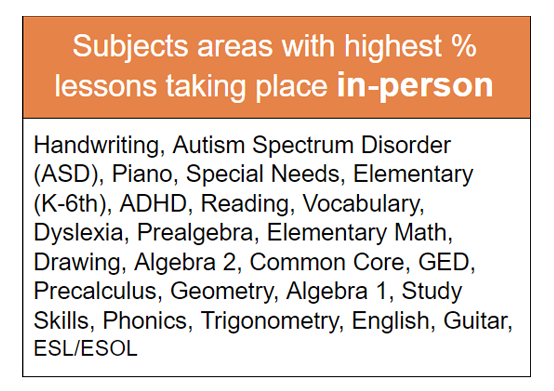 Subjects areas with highest %
lessons taking place in-person
Handwriting, Autism Spectrum Disorder
(ASD), Piano, Special Needs, Elementary
(K-6th), ADHD, Reading, Vocabulary,
Dyslexia, Prealgebra, Elementary Math,
Drawing, Algebra 2, Common Core, GED,
Precalculus, Geometry, Algebra 1, Study
Skills, Phonics, Trigonometry, English, Guitar,
ESL/ESOL